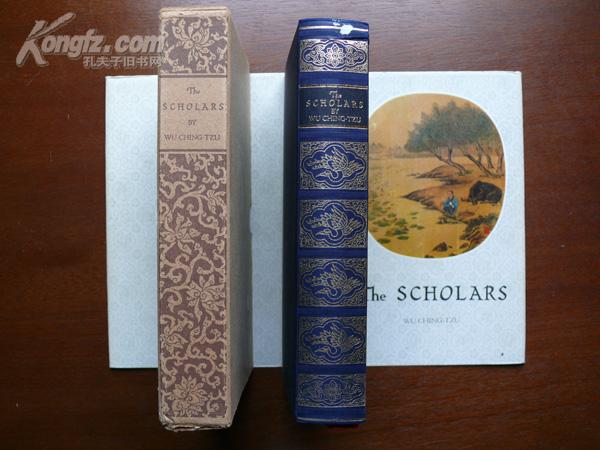 Kongfz.com
孔夫子旧书网
The
SCHOLARS
BY
WU CHING-TZU
The
SCHOLARS
BY
WU CHING-TZU
The SCHOLARS
WU CHING-TZU